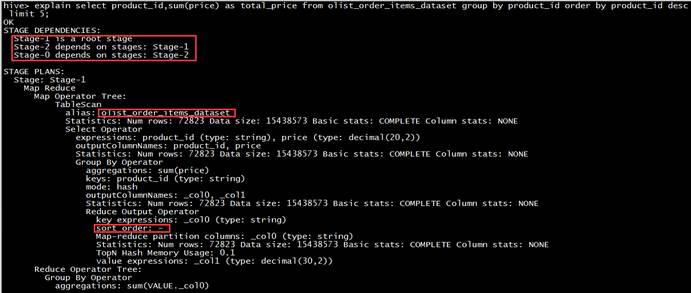 hive> explain select product_id,sum(price) as total_price from olist_order_items_dataset group by product_id order by product_id desc
limit 5;
OK
STAGE DEPENDENCIES:
Stage-1 is a root stage
Stage-2 depends on stages: Stage-1
Stage-0 depends on stages: Stage-2
STAGE PLANS:
Stage: Stage-1
Map Reduce
Map Operator Tree:
TableScan
alias: olist_order_items_dataset
Statistics: Num rows: 72823 Data size: 15438573 Basic stats: COMPLETE Column stats: NONE
Select Operator
expressions: product_id (type: string), price (type: decimal(20,2))
outputColumnNames: product_id, price
Statistics: Num rows: 72823 Data size: 15438573 Basic stats: COMPLETE Column stats: NONE
Group By Operator
aggregations: sum(price)
keys: product_id (type: string)
mode: hash
outputColumnNames: _col0, _col1
Statistics: Num rows: 72823 Data size: 15438573 Basic stats: COMPLETE Column stats: NONE
Reduce Output Operator
key expressions: _col0 (type: string)
sort order: -
Map-reduce partition columns: _col0 (type: string)
Statistics: Num rows: 72823 Data size: 15438573 Basic stats: COMPLETE Column stats: NONE
TopN Hash Memory Usage: 0.1
value expressions: _col1 (type: decimal(30,2))
Reduce Operator Tree:
Group By Operator
aggregations: sum(VALUE._col0)